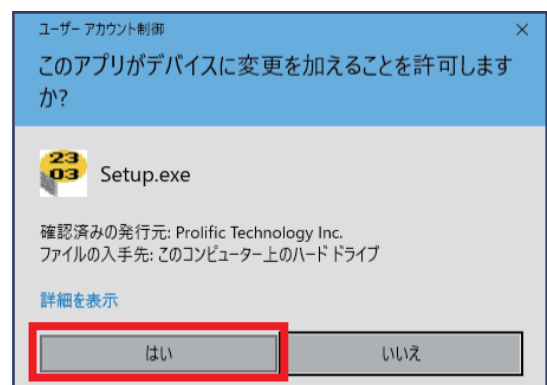 ユーザー アカウント制御
このアプリがデバイスに変更を加えることを許可します
か?
23
03
Setup.exe
確認済みの発行元: Prolific Technology Inc.
ファイルの入手先: このコンピューター上のハード ドライブ
詳細を表示
はい
いいえ